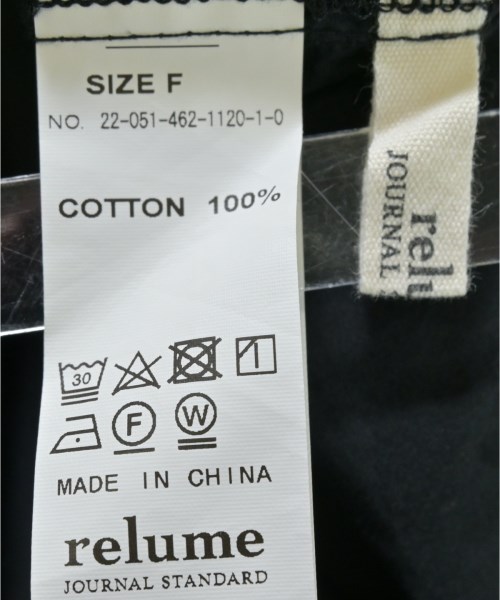 SIZE F
NO. 22-051-462-1120-1-0
COTTON 100%
30
F
W
MADE IN CHINA
relume
JOURNAL STANDARD
relu
JOURNAL